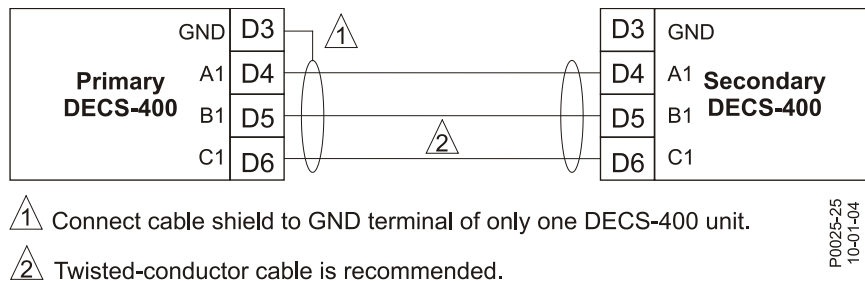 GND D3 1 D3 GND
A1 D4 D4 A1
Primary DECS-400
Secondary DECS-400
B1 D5 D5 B1
2
C1 D6 D6 C1
1 Connect cable shield to GND terminal of only one DECS-400 unit.
2 Twisted-conductor cable is recommended.
P0025-25
10-01-04